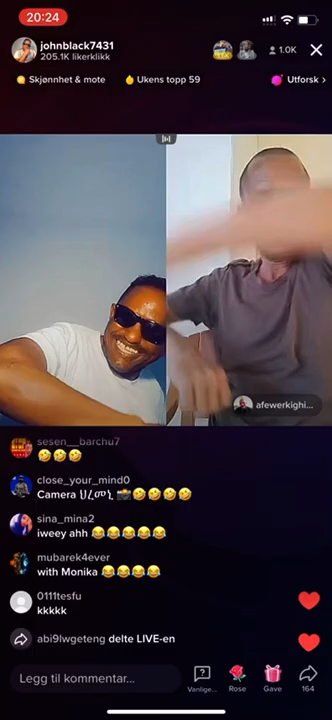 20:24
johnblack7431
205.1K likerklikk
1.0K
Skjønnhet & mote
Ukens topp 59
Utforsk >
afewerkighi...
sesen__barchu7
🤣🤣🤣
close_your_mind0
Camera 📸🤣🤣🤣🤣
sina_mina2
iweey ahh 😂😂😂😂😂
mubarek4ever
with Monika 😂😂😂😂
0111tesfu
kkkkk
abi9lwgeteng delte LIVE-en
Legg til kommentar...
Vanlige...
Rose
Gave
164